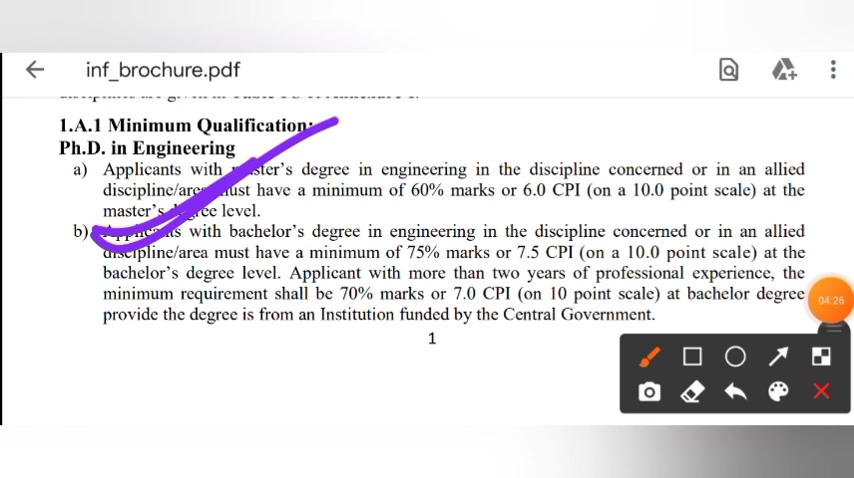 inf_brochure.pdf
1.A.1 Minimum Qualification:
Ph.D. in Engineering
a) Applicants with master's degree in engineering in the discipline concerned or in an allied
discipline/area must have a minimum of 60% marks or 6.0 CPI (on a 10.0 point scale) at the
master's degree level.
b) Applicants with bachelor's degree in engineering in the discipline concerned or in an allied
discipline/area must have a minimum of 75% marks or 7.5 CPI (on a 10.0 point scale) at the
bachelor's degree level. Applicant with more than two years of professional experience, the
minimum requirement shall be 70% marks or 7.0 CPI (on 10 point scale) at bachelor degree
provide the degree is from an Institution funded by the Central Government.
04:26
1